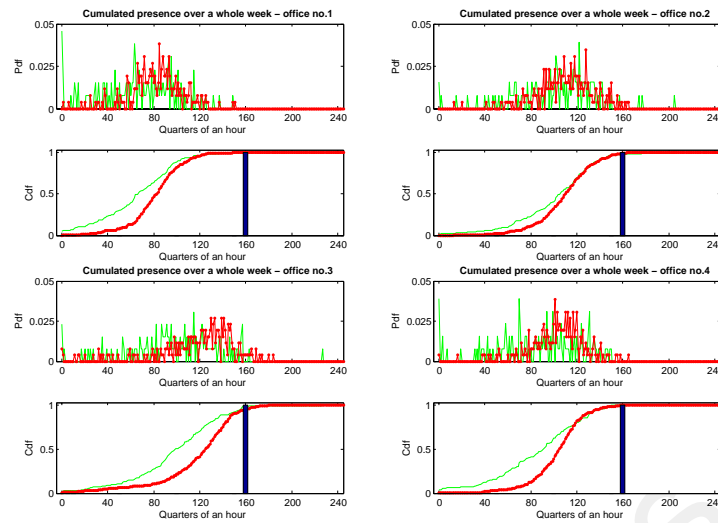 Cumulated presence over a whole week – office no.1
0.05
0.025
0
Pdf
0 40 80 120 160 200 240
Quarters of an hour
1
0.5
0
Cdf
0 40 80 120 160 200 240
Quarters of an hour
Cumulated presence over a whole week – office no.2
0.05
0.025
0
Pdf
0 40 80 120 160 200 240
Quarters of an hour
1
0.5
0
Cdf
0 40 80 120 160 200 240
Quarters of an hour
Cumulated presence over a whole week – office no.3
0.05
0.025
0
Pdf
0 40 80 120 160 200 240
Quarters of an hour
1
0.5
0
Cdf
0 40 80 120 160 200 240
Quarters of an hour
Cumulated presence over a whole week – office no.4
0.05
0.025
0
Pdf
0 40 80 120 160 200 240
Quarters of an hour
1
0.5
0
Cdf
0 40 80 120 160 200 240
Quarters of an hour